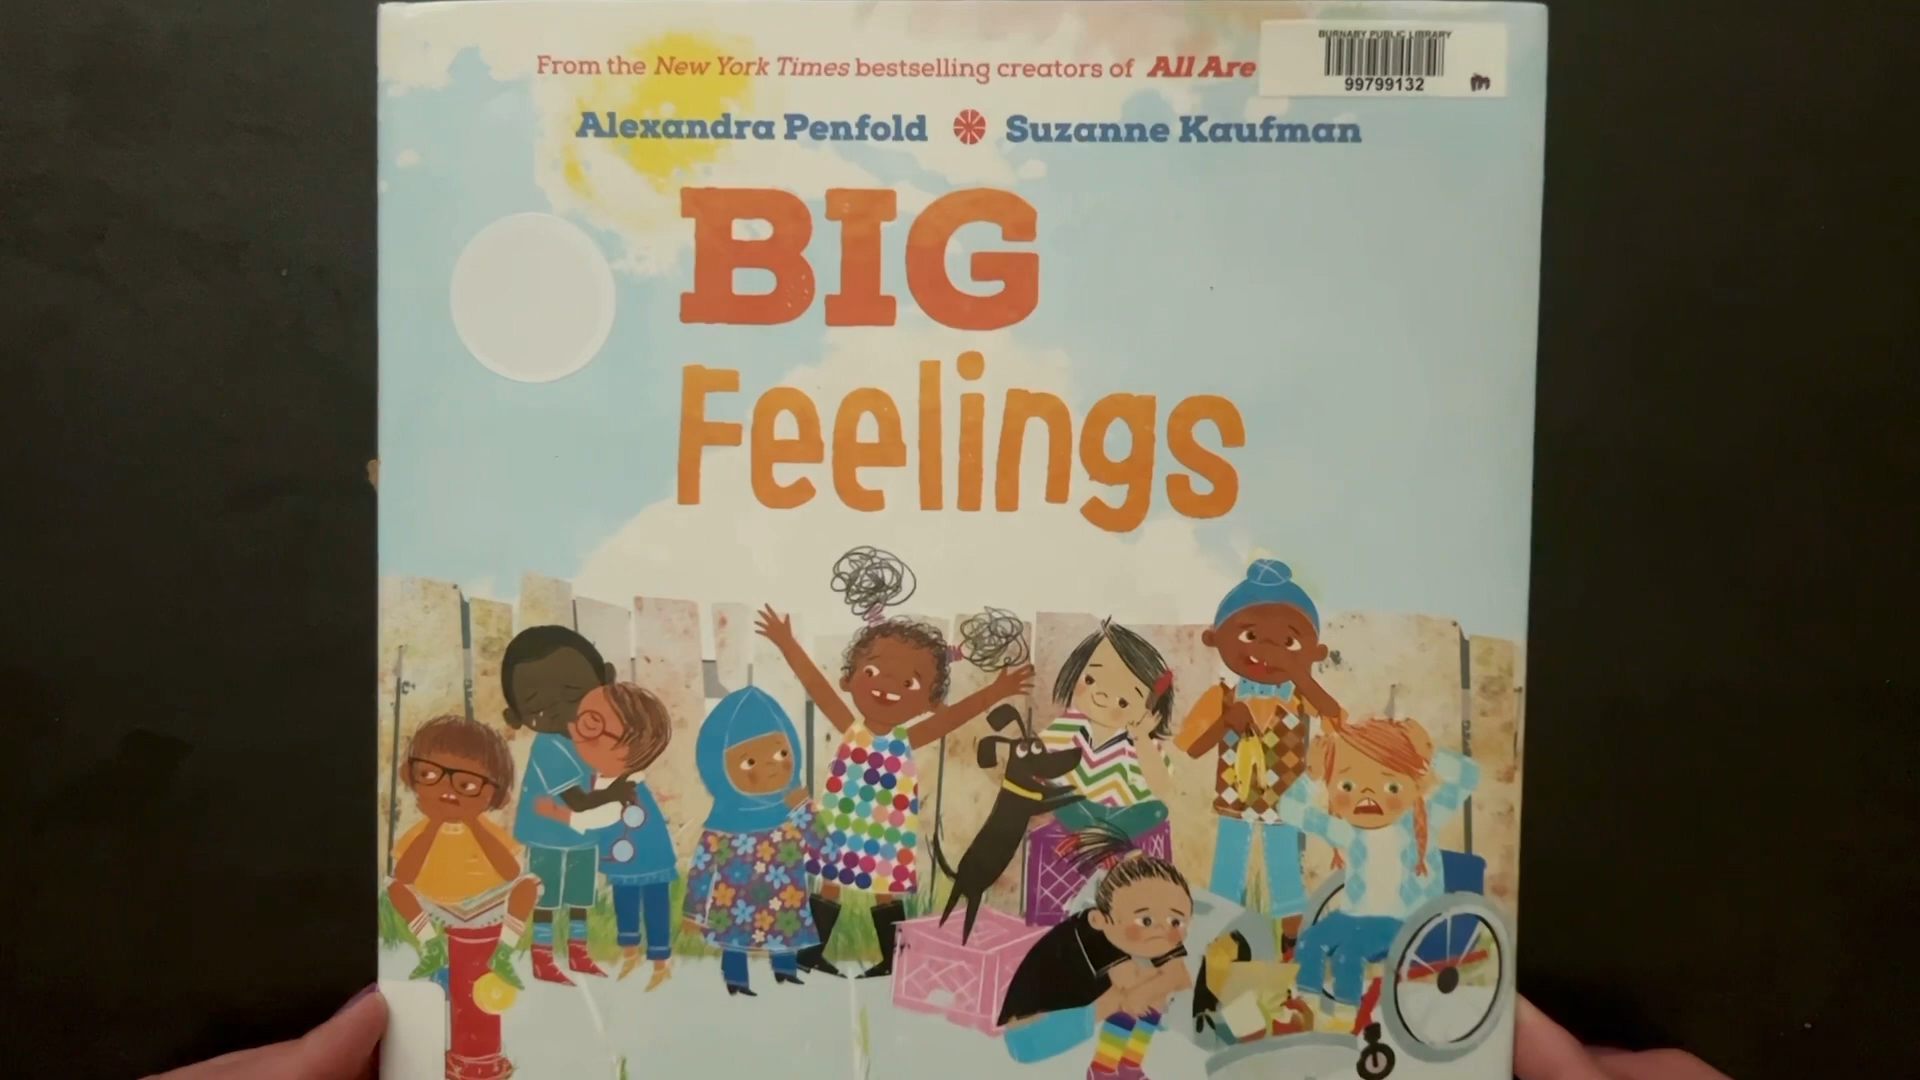 From the New York Times bestselling creators of All Are
BURNABY PUBLIC LIBRARY
99799132
m
Alexandra Penfold Suzanne Kaufman
BIG
Feelings